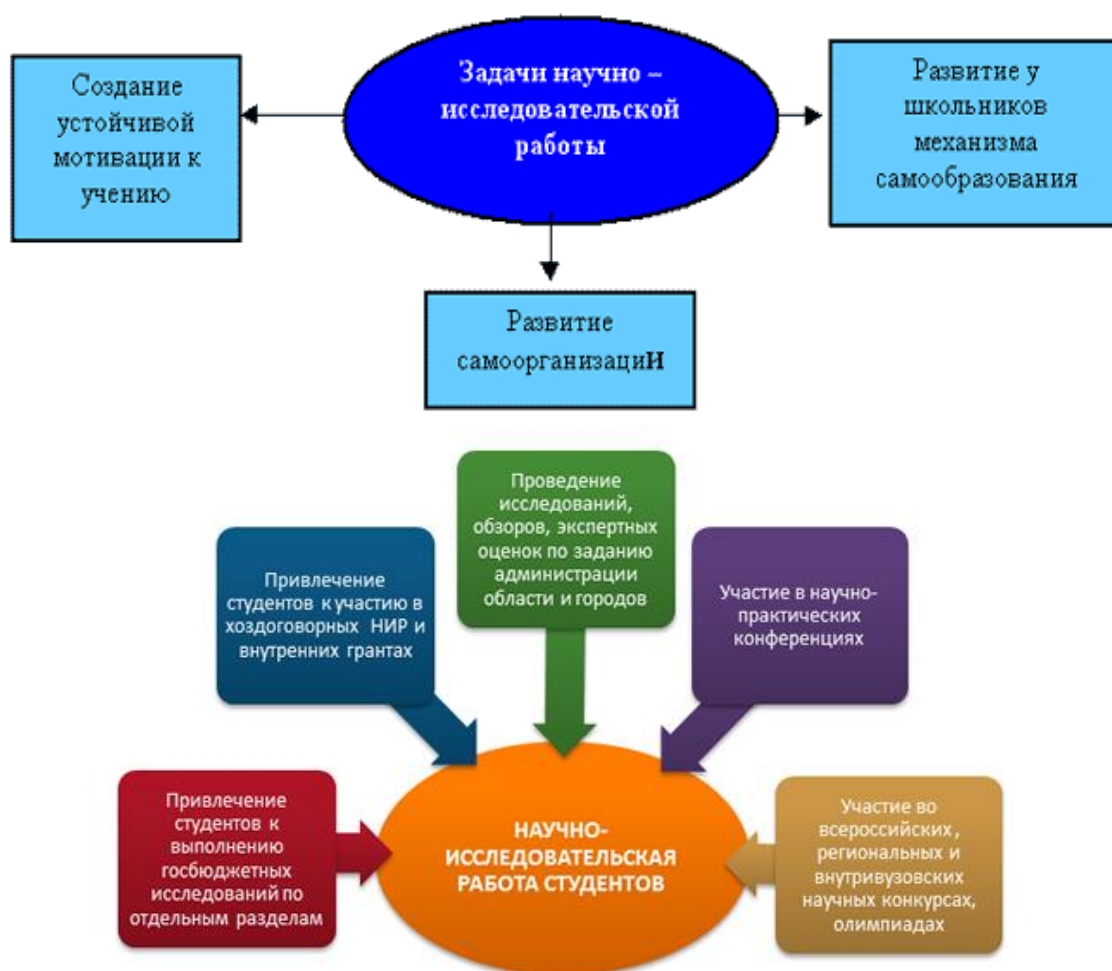 Задачи научно –
исследовательской
работы
Создание
устойчивой
мотивации к
учению
Развитие у
школьников
механизма
самообразования
Развитие
самоорганизациИ
Проведение
исследований,
обзоров, экспертных
оценок по заданию
администрации
области и городов
Привлечение
студентов к участию в
хоздоговорных НИР и
внутренних грантах
Участие в научно-
практических
конференциях
Привлечение
студентов к
выполнению
госбюджетных
исследований по
отдельным разделам
НАУЧНО-
ИССЛЕДОВАТЕЛЬСКАЯ
РАБОТА СТУДЕНТОВ
Участие во
всероссийских,
региональных и
внутривузовских
научных конкурсах,
олимпиадах